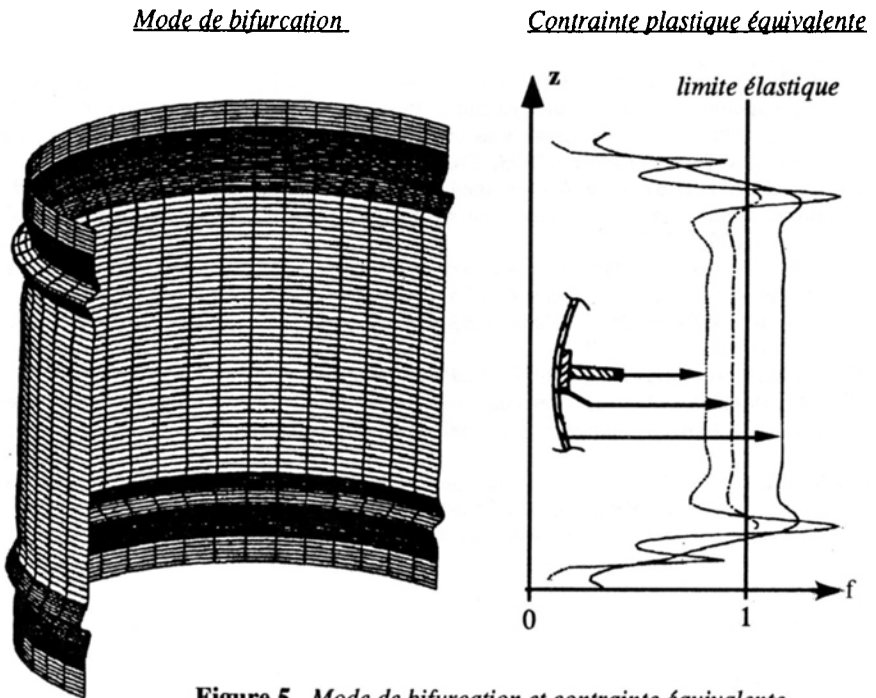 Mode de bifurcation
Contrainte plastique équivalente
z
limite élastique
f
0
1
Figure 5. Mode de bifurcation et contrainte équivalente